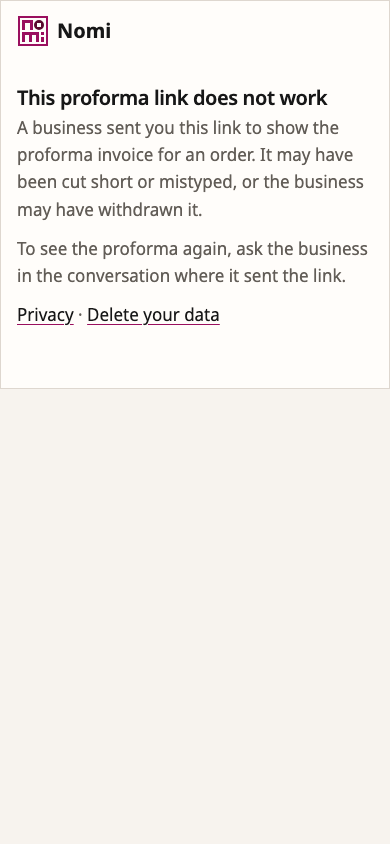 Nomi
This proforma link does not work
A business sent you this link to show the
proforma invoice for an order. It may have
been cut short or mistyped, or the business
may have withdrawn it.
To see the proforma again, ask the business
in the conversation where it sent the link.
Privacy · Delete your data